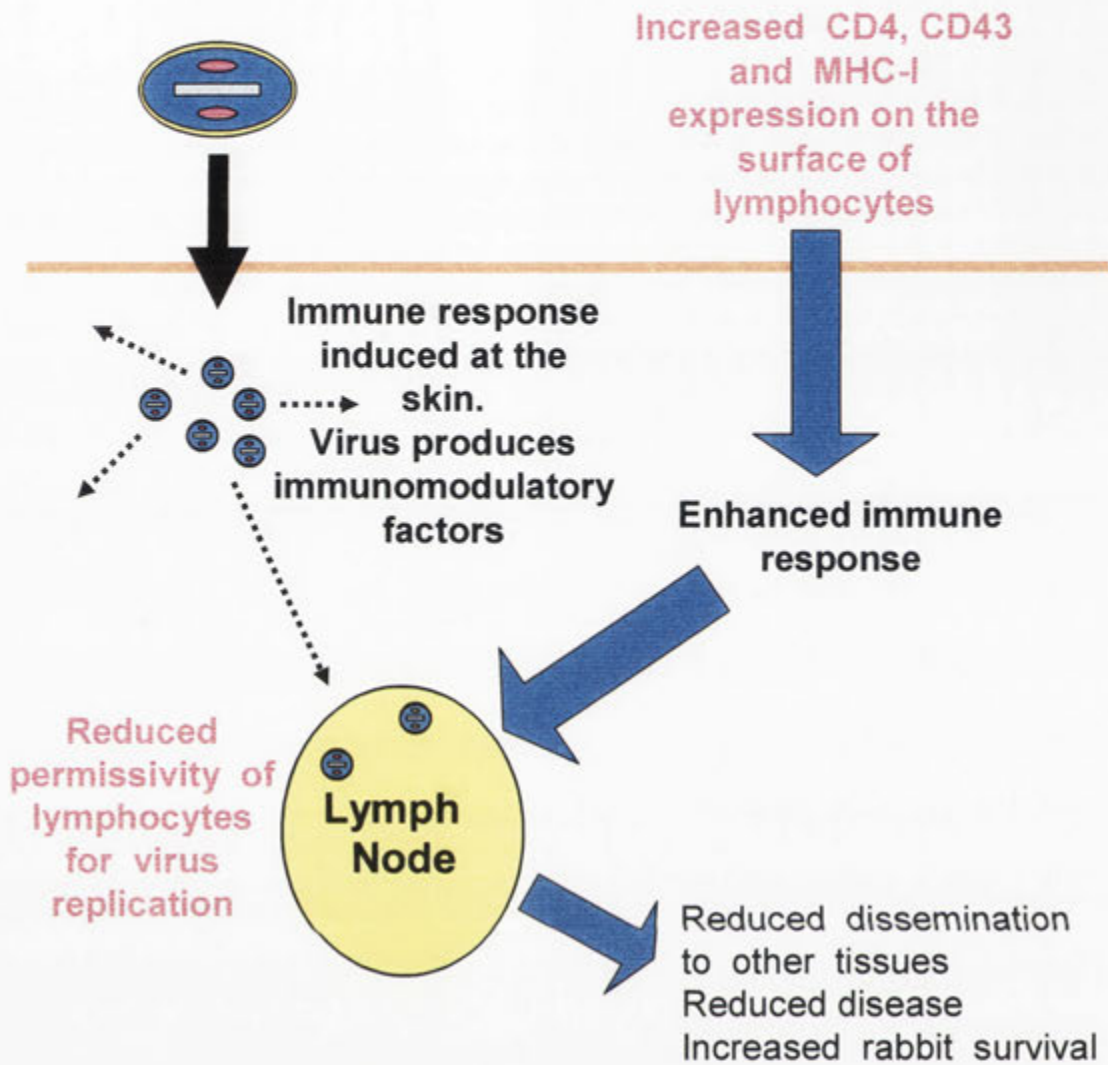 Increased CD4, CD43
and MHC-I
expression on the
surface of
lymphocytes
Immune response
induced at the
skin.
Virus produces
immunomodulatory
factors
Enhanced immune
response
Reduced
permissivity of
lymphocytes
for virus
replication
Lymph
Node
Reduced dissemination
to other tissues
Reduced disease
Increased rabbit survival